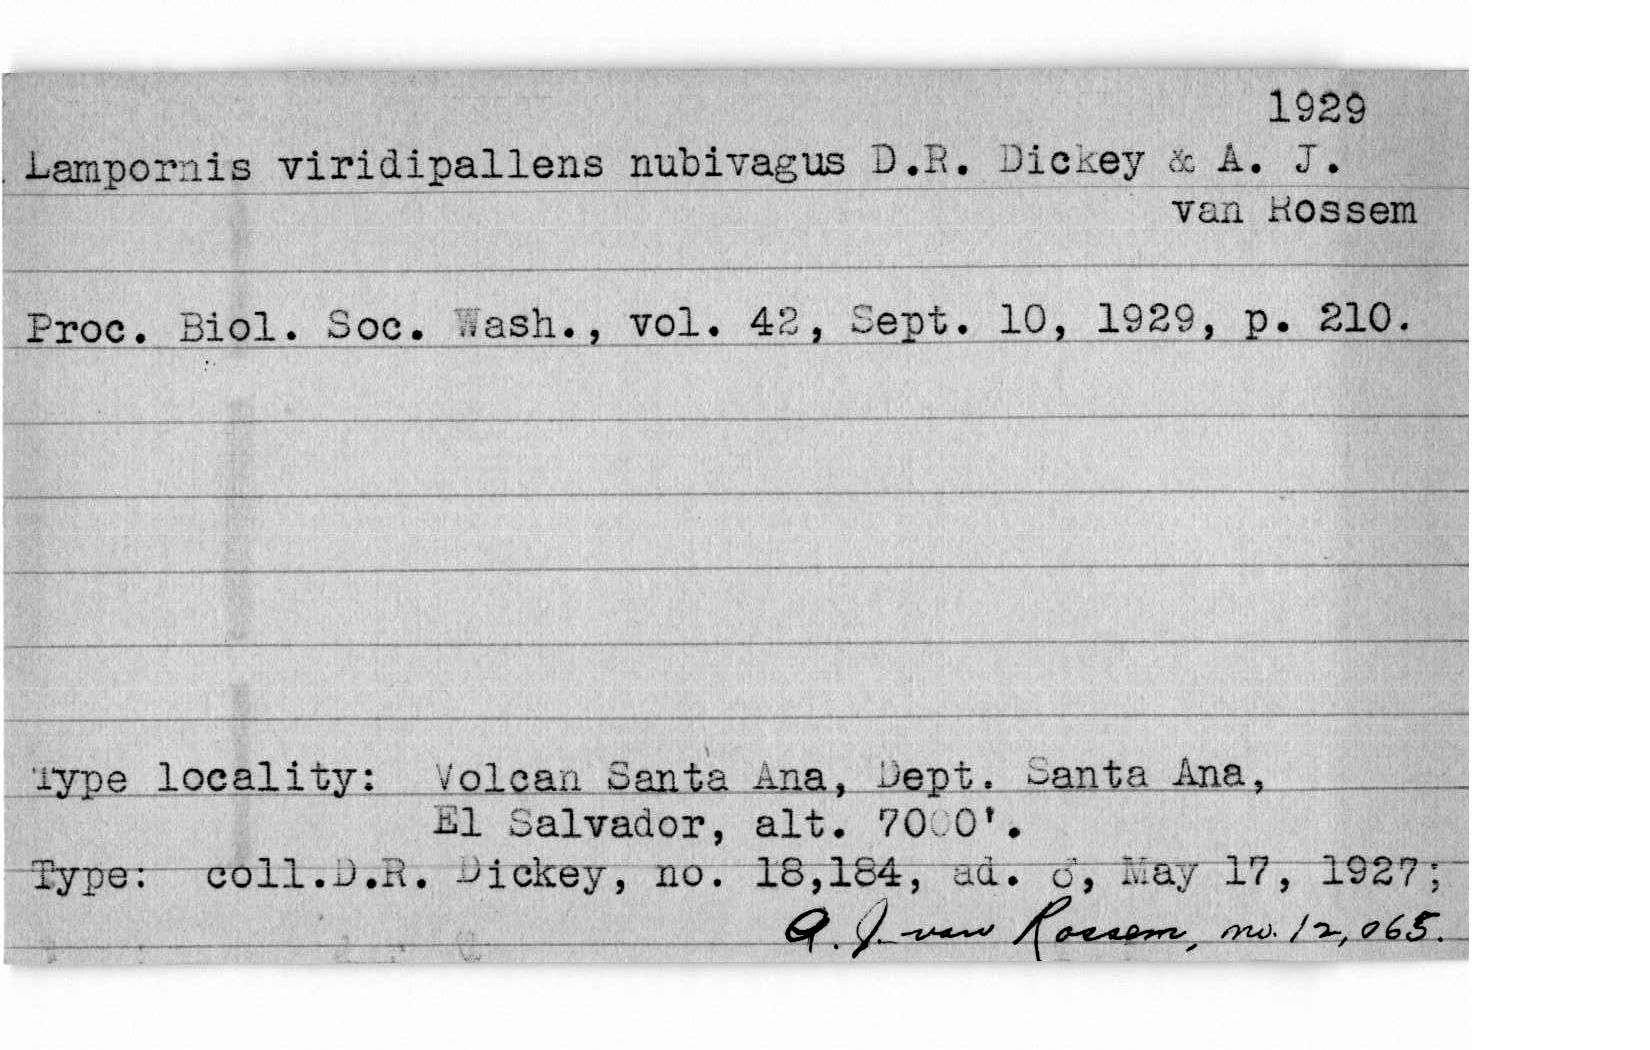 1929
Lampornis viridipallens nubivagus D.R. Dickey & A. J.
van Rossem
Proc. Biol. Soc. Wash., vol. 42, Sept. 10, 1929, p. 210.
Type locality: Volcan Santa Ana, Dept. Santa Ana,
El Salvador, alt. 7000'.
Type: coll.D.R. Dickey, no. 18,184, ad. ♂, May 17, 1927;
A. J. van Rossem, no. 12,065.